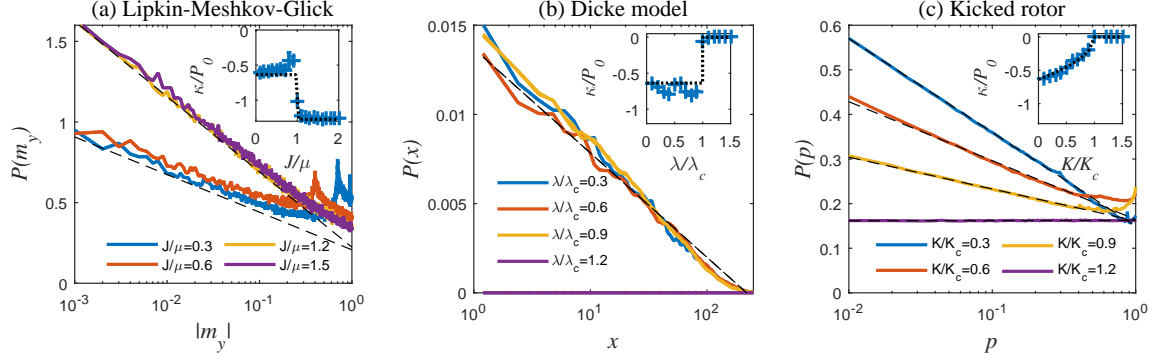 (a) Lipkin-Meshkov-Glick
P(m_y)
1.5
1
0.5
0
10^-3
10^-2
10^-1
10^0
|m_y|
J/μ=0.3
J/μ=1.2
J/μ=0.6
J/μ=1.5
κ/P_0
0
-0.5
-1
0
1
2
J/μ
(b) Dicke model
P(x)
0.015
0.01
0.005
0
10^0
10^1
10^2
x
λ/λ_c=0.3
λ/λ_c=0.6
λ/λ_c=0.9
λ/λ_c=1.2
κ/P_0
0
-0.5
-1
0
0.5
1
1.5
λ/λ_c
(c) Kicked rotor
P(p)
0.6
0.5
0.4
0.3
0.2
0.1
0
10^-2
10^-1
10^0
p
K/K_c=0.3
K/K_c=0.9
K/K_c=0.6
K/K_c=1.2
κ/P_0
0
-0.5
-1
0
0.5
1
1.5
K/K_c